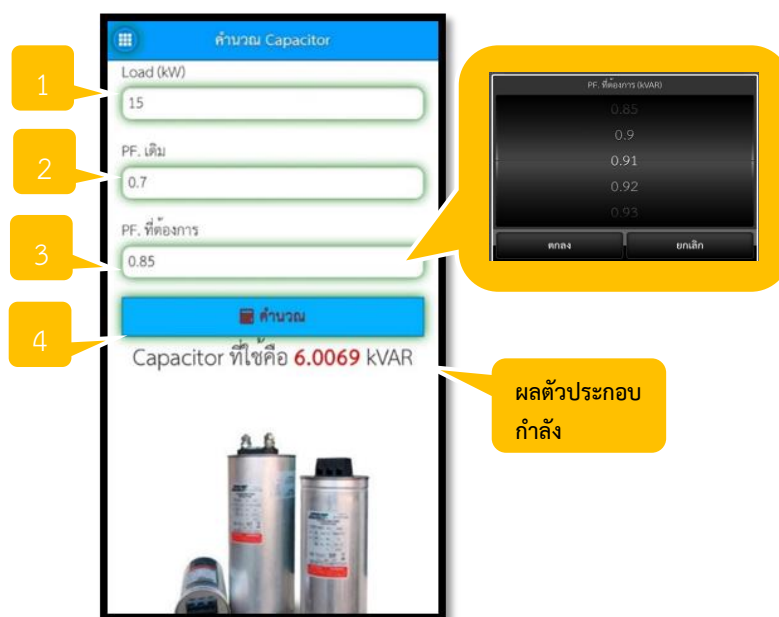 คำนวณ Capacitor
1
Load (kW)
15
2
PF. เดิม
0.7
3
PF. ที่ต้องการ
0.85
4
คำนวณ
Capacitor ที่ใช้คือ 6.0069 kVAR
PF. ที่ต้องการ (kVAR)
0.85
0.9
0.91
0.92
0.93
ตกลง
ยกเลิก
ผลตัวประกอบ
กำลัง